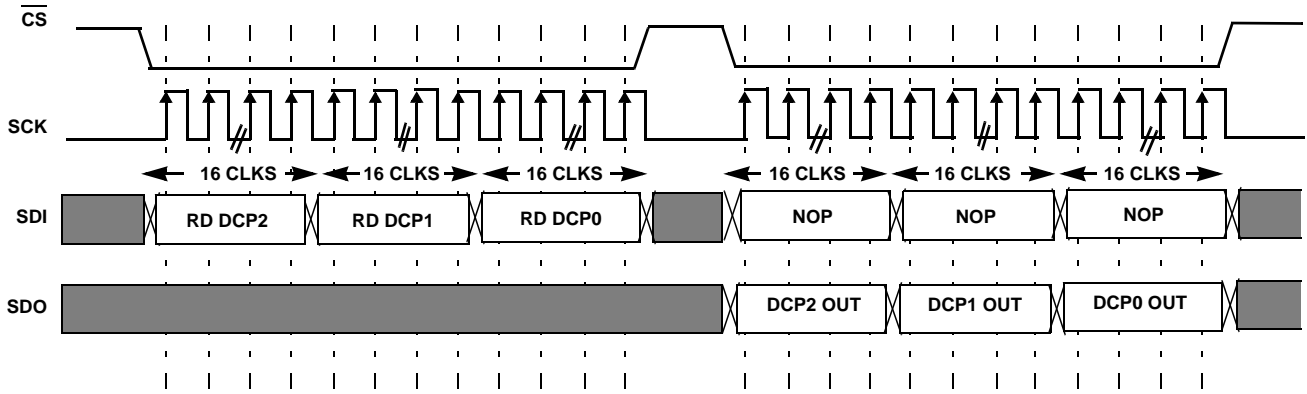 CS
SCK
16 CLKS 16 CLKS 16 CLKS 16 CLKS 16 CLKS 16 CLKS
SDI RD DCP2 RD DCP1 RD DCP0 NOP NOP NOP
SDO DCP2 OUT DCP1 OUT DCP0 OUT